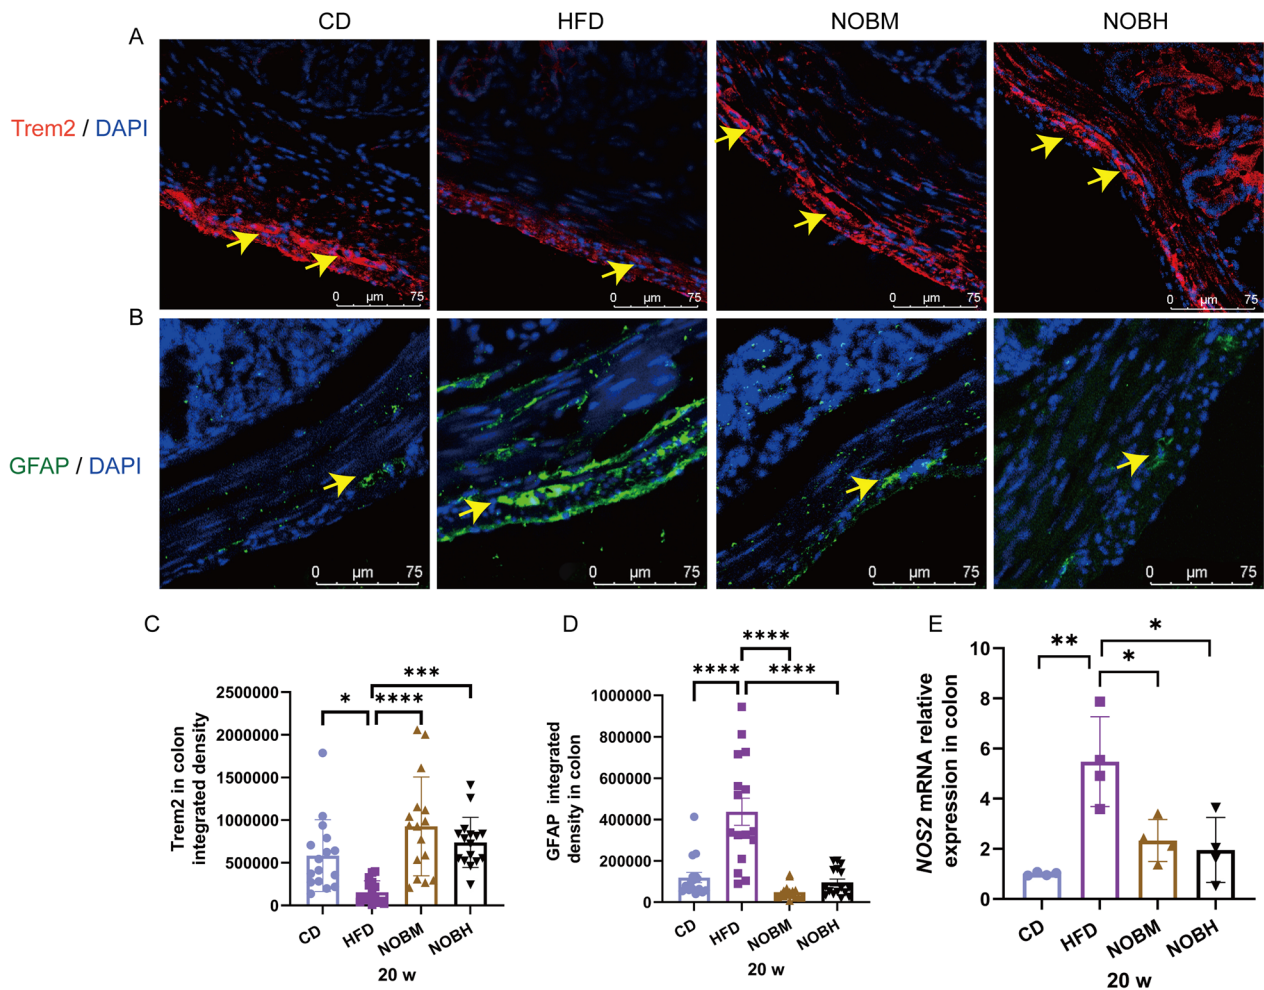 CD HFD NOBM NOBH
A
Trem2 / DAPI
0 μm 75
0 μm 75
0 μm 75
0 μm 75
B
GFAP / DAPI
0 μm 75
0 μm 75
0 μm 75
0 μm 75
C
Trem2 in colon
integrated density
2500000
2000000
1500000
1000000
500000
0
* **** ***
CD HFD NOBM NOBH
20 w
D
GFAP integrated
density in colon
1000000
800000
600000
400000
200000
0
**** **** ****
CD HFD NOBM NOBH
20 w
E
NOS2 mRNA relative
expression in colon
10
8
6
4
2
0
** * *
CD HFD NOBM NOBH
20 w